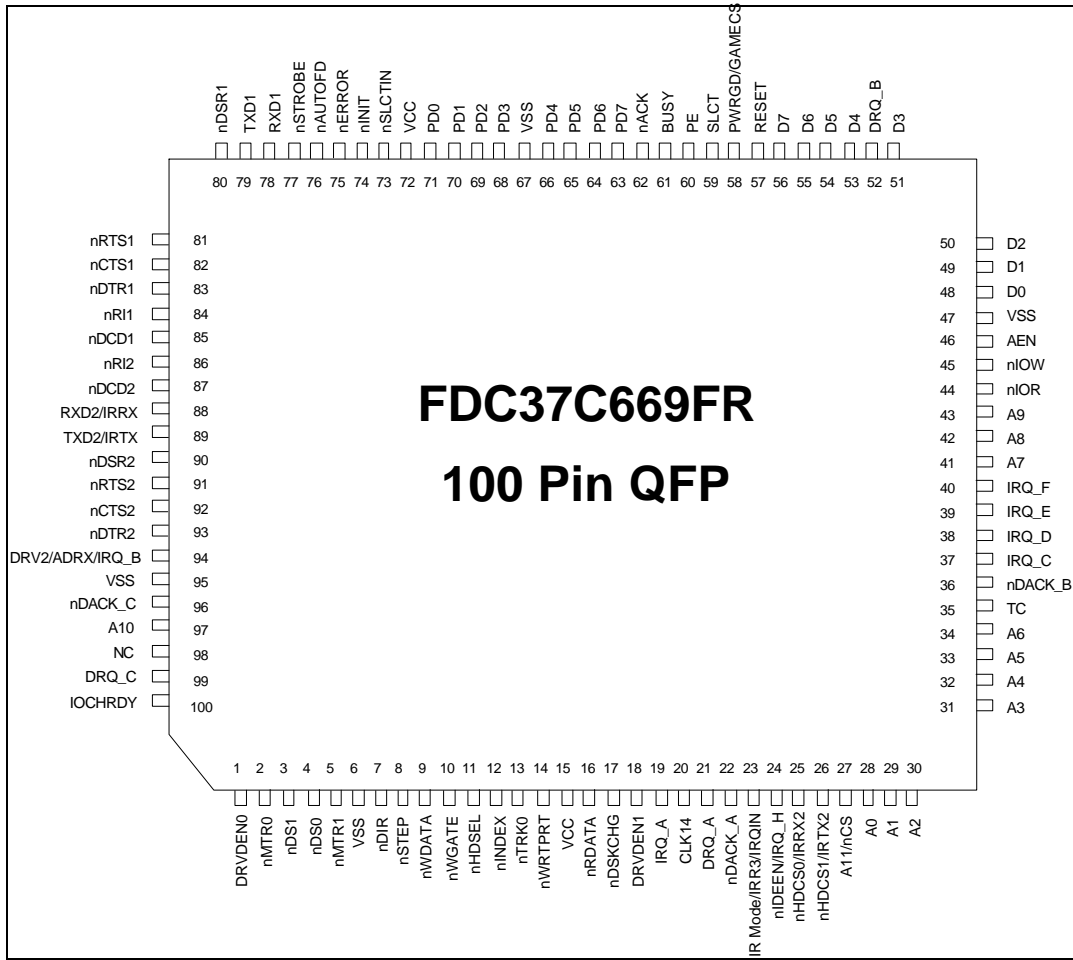 nDSR1
TXD1
RXD1
nSTROBE
nAUTOFD
nERROR
nINIT
nSLCTIN
VCC
PD0
PD1
PD2
PD3
VSS
PD4
PD5
PD6
PD7
nACK
BUSY
PE
SLCT
PWRGD/GAMECS
RESET
D7
D6
D5
D4
DRQ_B
D3
80 79 78 77 76 75 74 73 72 71 70 69 68 67 66 65 64 63 62 61 60 59 58 57 56 55 54 53 52 51
nRTS1 81
nCTS1 82
nDTR1 83
nRI1 84
nDCD1 85
nRI2 86
nDCD2 87
RXD2/IRRX 88
TXD2/IRTX 89
nDSR2 90
nRTS2 91
nCTS2 92
nDTR2 93
DRV2/ADRX/IRQ_B 94
VSS 95
nDACK_C 96
A10 97
NC 98
DRQ_C 99
IOCHRDY 100
FDC37C669FR
100 Pin QFP
50 D2
49 D1
48 D0
47 VSS
46 AEN
45 nIOW
44 nIOR
43 A9
42 A8
41 A7
40 IRQ_F
39 IRQ_E
38 IRQ_D
37 IRQ_C
36 nDACK_B
35 TC
34 A6
33 A5
32 A4
31 A3
1 2 3 4 5 6 7 8 9 10 11 12 13 14 15 16 17 18 19 20 21 22 23 24 25 26 27 28 29 30
DRVDEN0
nMTR0
nDS1
nDS0
nMTR1
VSS
nDIR
nSTEP
nWDATA
nWGATE
nHDSEL
nINDEX
nTRK0
nWRTPRT
VCC
nRDATA
nDSKCHG
DRVDEN1
IRQ_A
CLK14
DRQ_A
nDACK_A
IR Mode/IRR3/IRQIN
nIDEEN/IRQ_H
nHDCS0/IRRX2
nHDCS1/IRTX2
A11/nCS
A0
A1
A2